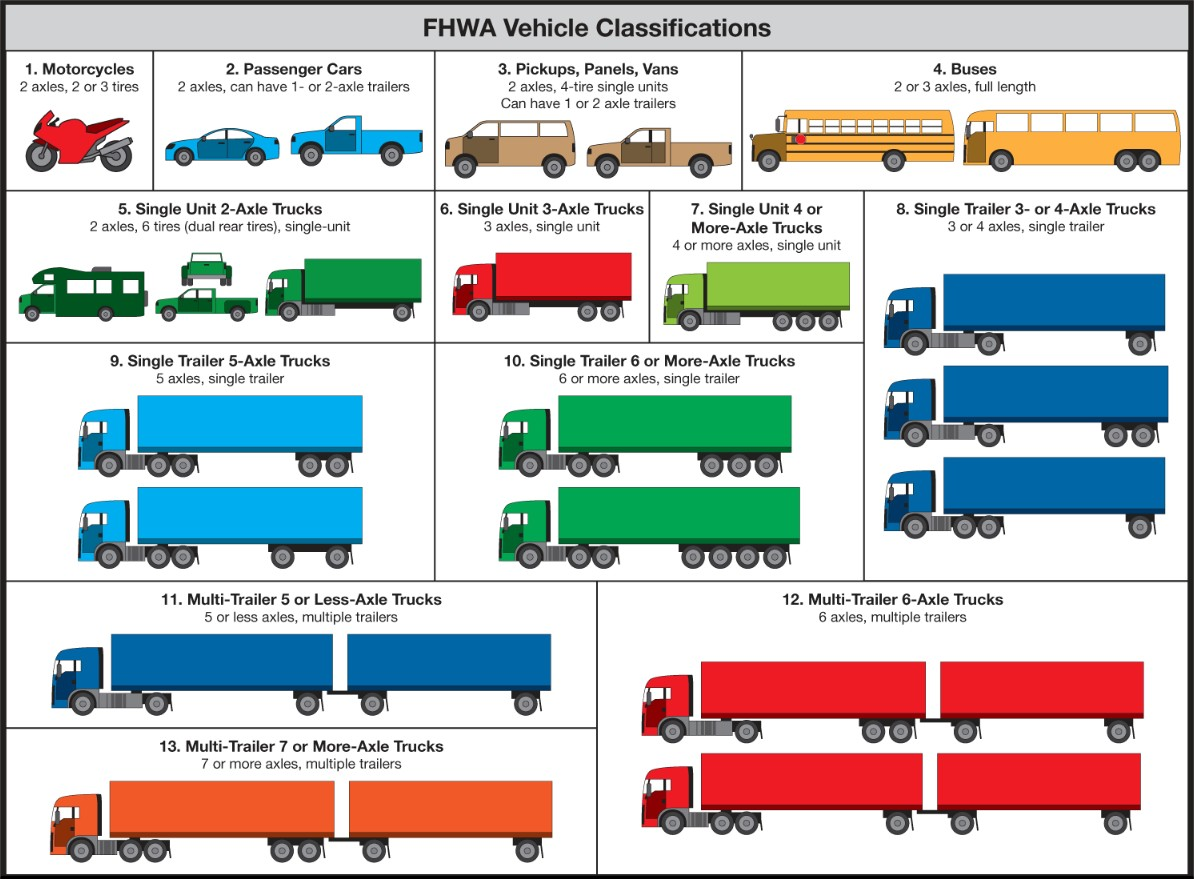 FHWA Vehicle Classifications
1. Motorcycles
2 axles, 2 or 3 tires
2. Passenger Cars
2 axles, can have 1- or 2-axle trailers
3. Pickups, Panels, Vans
2 axles, 4-tire single units
Can have 1 or 2 axle trailers
4. Buses
2 or 3 axles, full length
5. Single Unit 2-Axle Trucks
2 axles, 6 tires (dual rear tires), single-unit
6. Single Unit 3-Axle Trucks
3 axles, single unit
7. Single Unit 4 or
More-Axle Trucks
4 or more axles, single unit
8. Single Trailer 3- or 4-Axle Trucks
3 or 4 axles, single trailer
9. Single Trailer 5-Axle Trucks
5 axles, single trailer
10. Single Trailer 6 or More-Axle Trucks
6 or more axles, single trailer
11. Multi-Trailer 5 or Less-Axle Trucks
5 or less axles, multiple trailers
12. Multi-Trailer 6-Axle Trucks
6 axles, multiple trailers
13. Multi-Trailer 7 or More-Axle Trucks
7 or more axles, multiple trailers